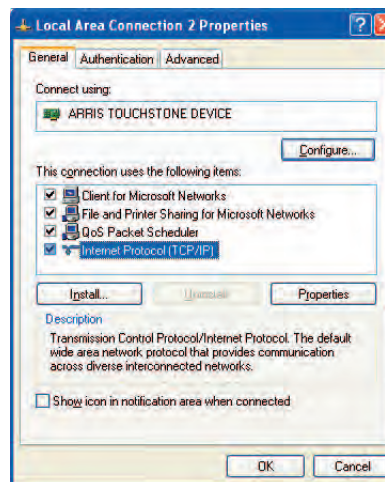 Local Area Connection 2 Properties
General Authentication Advanced
Connect using:
ARRIS TOUCHSTONE DEVICE
Configure...
This connection uses the following items:
Client for Microsoft Networks
File and Printer Sharing for Microsoft Networks
QoS Packet Scheduler
Internet Protocol (TCP/IP)
Install... Uninstall Properties
Description
Transmission Control Protocol/Internet Protocol. The default
wide area network protocol that provides communication
across diverse interconnected networks.
Show icon in notification area when connected
OK Cancel